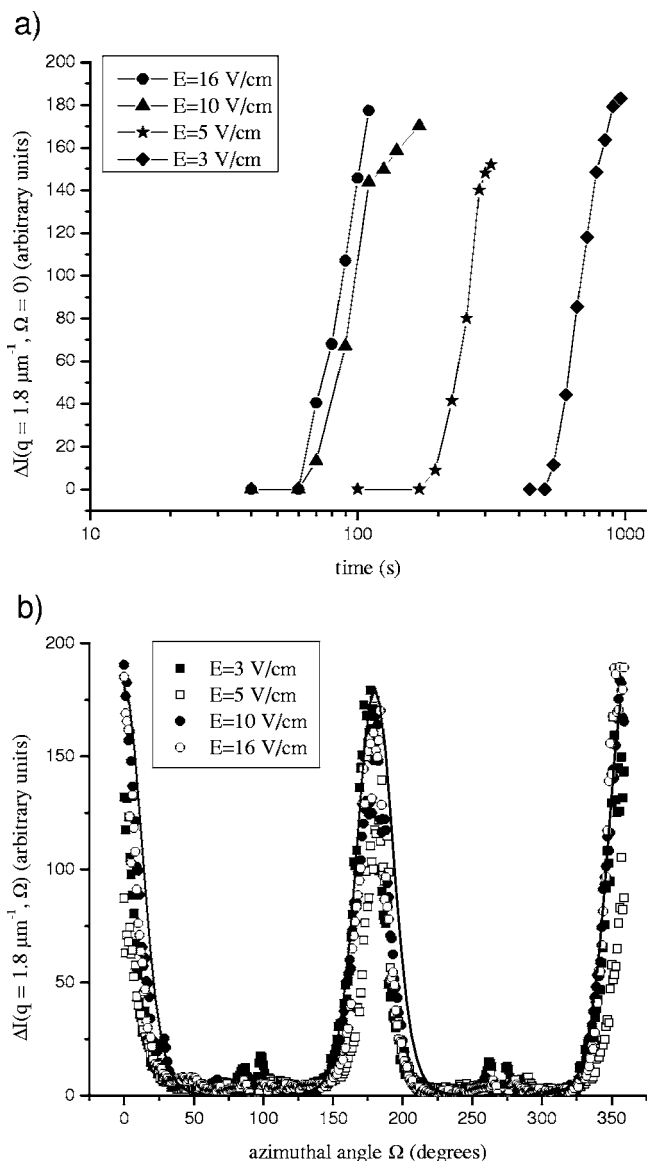 a)
E=16 V/cm
E=10 V/cm
E=5 V/cm
E=3 V/cm
200
180
160
140
120
100
80
60
40
20
0
ΔI(q = 1.8 μm⁻¹, Ω = 0) (arbitrary units)
10
100
1000
time (s)
b)
E=3 V/cm
E=5 V/cm
E=10 V/cm
E=16 V/cm
200
150
100
50
0
ΔI(q = 1.8 μm⁻¹, Ω) (arbitrary units)
0
50
100
150
200
250
300
350
azimuthal angle Ω (degrees)